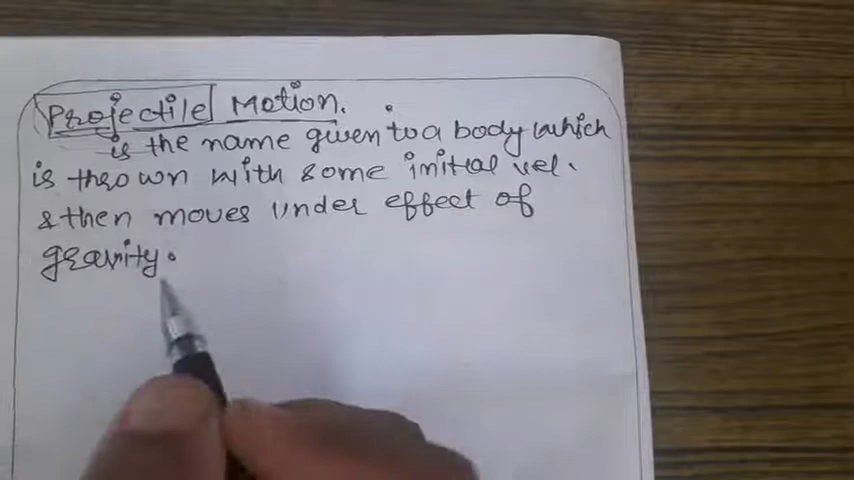 Projectile Motion.
is the name given to a body which
is thrown with some initial vel.
& then moves under effect of
gravity.